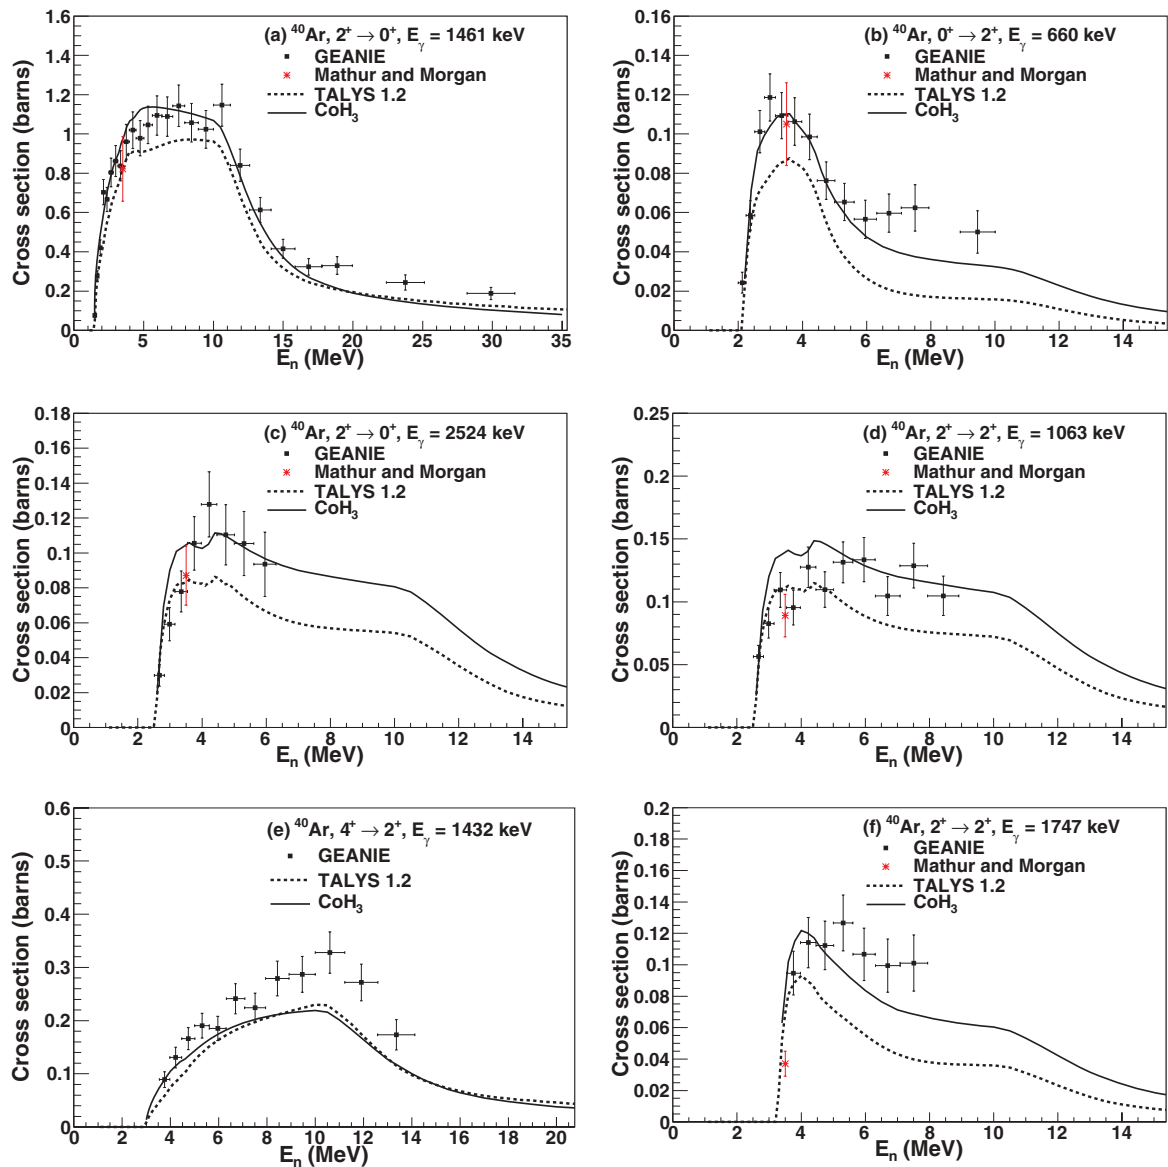 (a) ⁴⁰Ar, 2⁺ → 0⁺, Eγ = 1461 keV
GEANIE
Mathur and Morgan
TALYS 1.2
CoH₃
Cross section (barns)
1.6
1.4
1.2
1
0.8
0.6
0.4
0.2
0
0 5 10 15 20 25 30 35
Eₙ (MeV)
(b) ⁴⁰Ar, 0⁺ → 2⁺, Eγ = 660 keV
GEANIE
Mathur and Morgan
TALYS 1.2
CoH₃
Cross section (barns)
0.16
0.14
0.12
0.1
0.08
0.06
0.04
0.02
0
0 2 4 6 8 10 12 14
Eₙ (MeV)
(c) ⁴⁰Ar, 2⁺ → 0⁺, Eγ = 2524 keV
GEANIE
Mathur and Morgan
TALYS 1.2
CoH₃
Cross section (barns)
0.18
0.16
0.14
0.12
0.1
0.08
0.06
0.04
0.02
0
0 2 4 6 8 10 12 14
Eₙ (MeV)
(d) ⁴⁰Ar, 2⁺ → 2⁺, Eγ = 1063 keV
GEANIE
Mathur and Morgan
TALYS 1.2
CoH₃
Cross section (barns)
0.25
0.2
0.15
0.1
0.05
0
0 2 4 6 8 10 12 14
Eₙ (MeV)
(e) ⁴⁰Ar, 4⁺ → 2⁺, Eγ = 1432 keV
GEANIE
TALYS 1.2
CoH₃
Cross section (barns)
0.6
0.5
0.4
0.3
0.2
0.1
0
0 2 4 6 8 10 12 14 16 18 20
Eₙ (MeV)
(f) ⁴⁰Ar, 2⁺ → 2⁺, Eγ = 1747 keV
GEANIE
Mathur and Morgan
TALYS 1.2
CoH₃
Cross section (barns)
0.2
0.18
0.16
0.14
0.12
0.1
0.08
0.06
0.04
0.02
0
0 2 4 6 8 10 12 14
Eₙ (MeV)